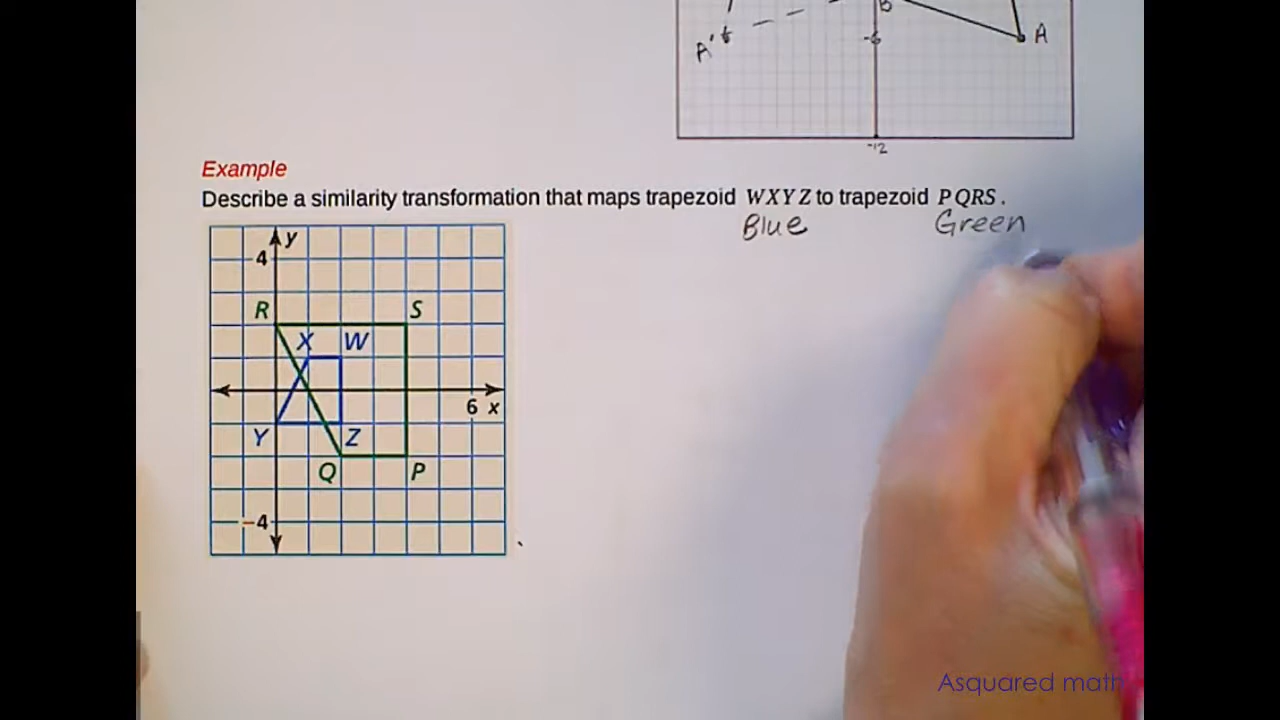 B
A'
-6
A
-12
Example
Describe a similarity transformation that maps trapezoid WXYZ to trapezoid PQRS.
Blue Green
y
4
R S
X W
6 x
Y Z
Q P
-4
Asquared math